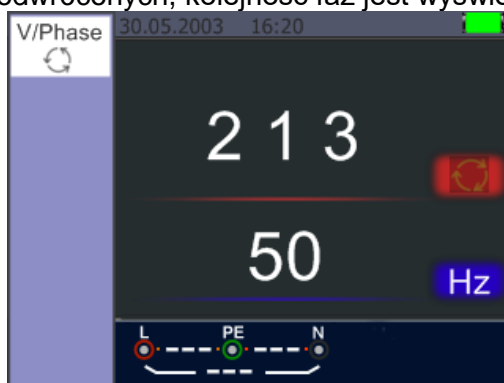 odwróconych, kolejność faz jest wyświe
V/Phase 30.05.2003 16:20
2 1 3
50
Hz
L PE N
--- ---
---